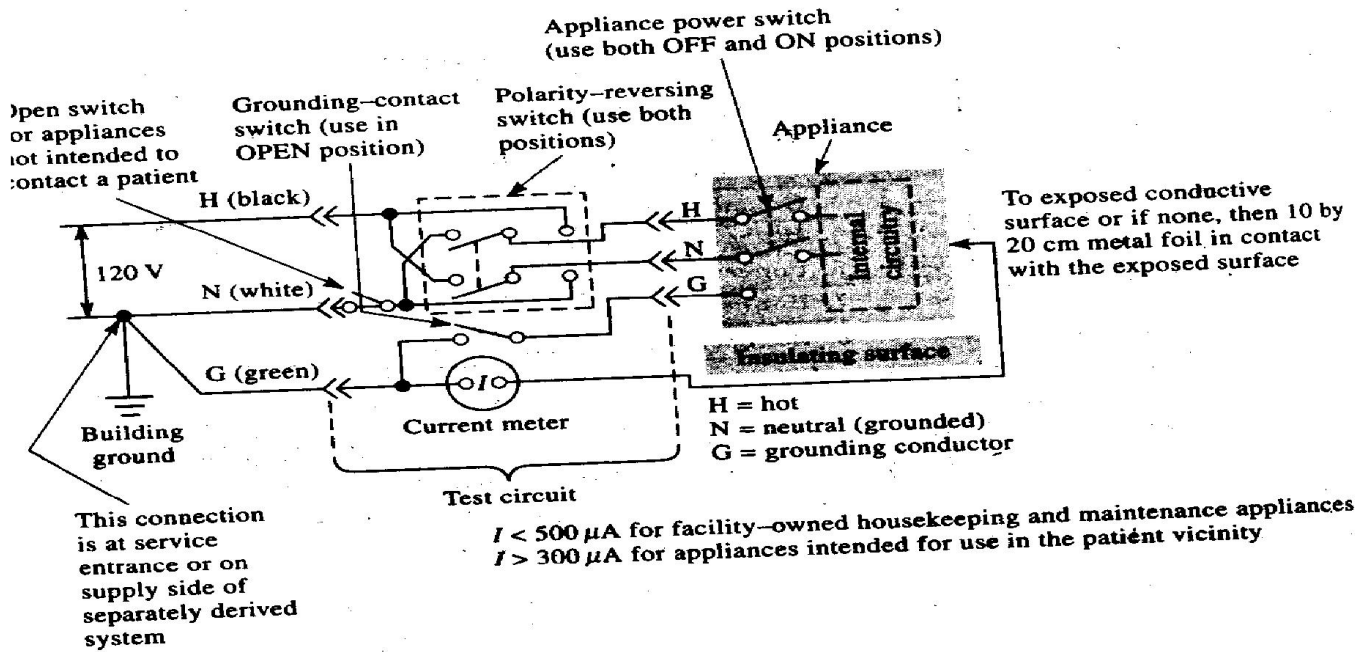 Appliance power switch
(use both OFF and ON positions)
Open switch
or appliances
not intended to
contact a patient
Grounding–contact
switch (use in
OPEN position)
Polarity–reversing
switch (use both
positions)
Appliance
H (black)
H
N
G
Internal
circuitry
To exposed conductive
surface or if none, then 10 by
20 cm metal foil in contact
with the exposed surface
120 V
N (white)
Insulating surface
G (green)
I
Building
ground
Current meter
H = hot
N = neutral (grounded)
G = grounding conductor
Test circuit
This connection
is at service
entrance or on
supply side of
separately derived
system
I < 500 μA for facility–owned housekeeping and maintenance appliances
I > 300 μA for appliances intended for use in the patient vicinity